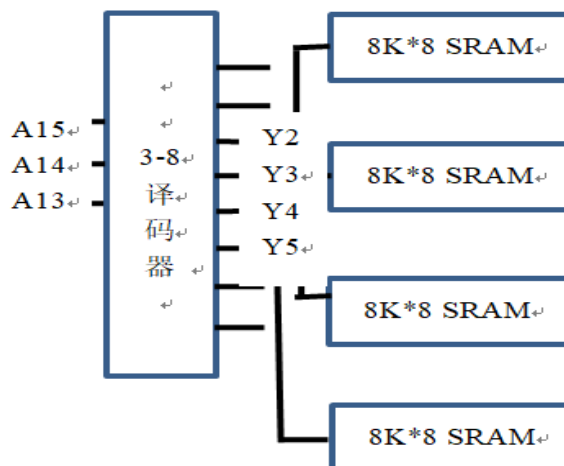 8K*8 SRAM
A15
A14
A13
3-8
译
码
器
Y2
Y3
Y4
Y5
8K*8 SRAM
8K*8 SRAM
8K*8 SRAM